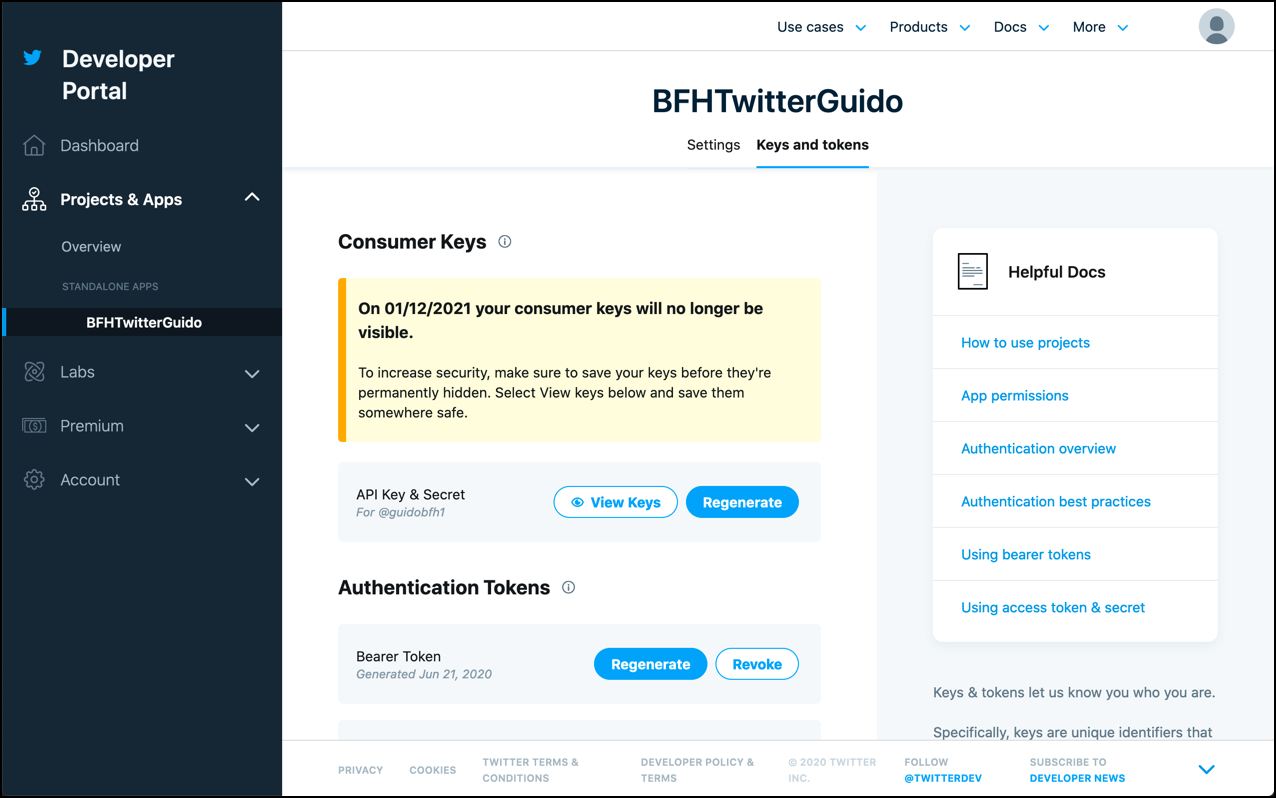 Developer
Portal
Dashboard
Projects & Apps
Overview
STANDALONE APPS
BFHTwitterGuido
Labs
Premium
Account
Use cases
Products
Docs
More
BFHTwitterGuido
Settings
Keys and tokens
Consumer Keys
On 01/12/2021 your consumer keys will no longer be
visible.
To increase security, make sure to save your keys before they're
permanently hidden. Select View keys below and save them
somewhere safe.
API Key & Secret
For @guidobfh1
View Keys
Regenerate
Authentication Tokens
Bearer Token
Generated Jun 21, 2020
Regenerate
Revoke
Helpful Docs
How to use projects
App permissions
Authentication overview
Authentication best practices
Using bearer tokens
Using access token & secret
Keys & tokens let us know you who you are.
Specifically, keys are unique identifiers that
PRIVACY
COOKIES
TWITTER TERMS &
CONDITIONS
DEVELOPER POLICY &
TERMS
© 2020 TWITTER
INC.
FOLLOW
@TWITTERDEV
SUBSCRIBE TO
DEVELOPER NEWS